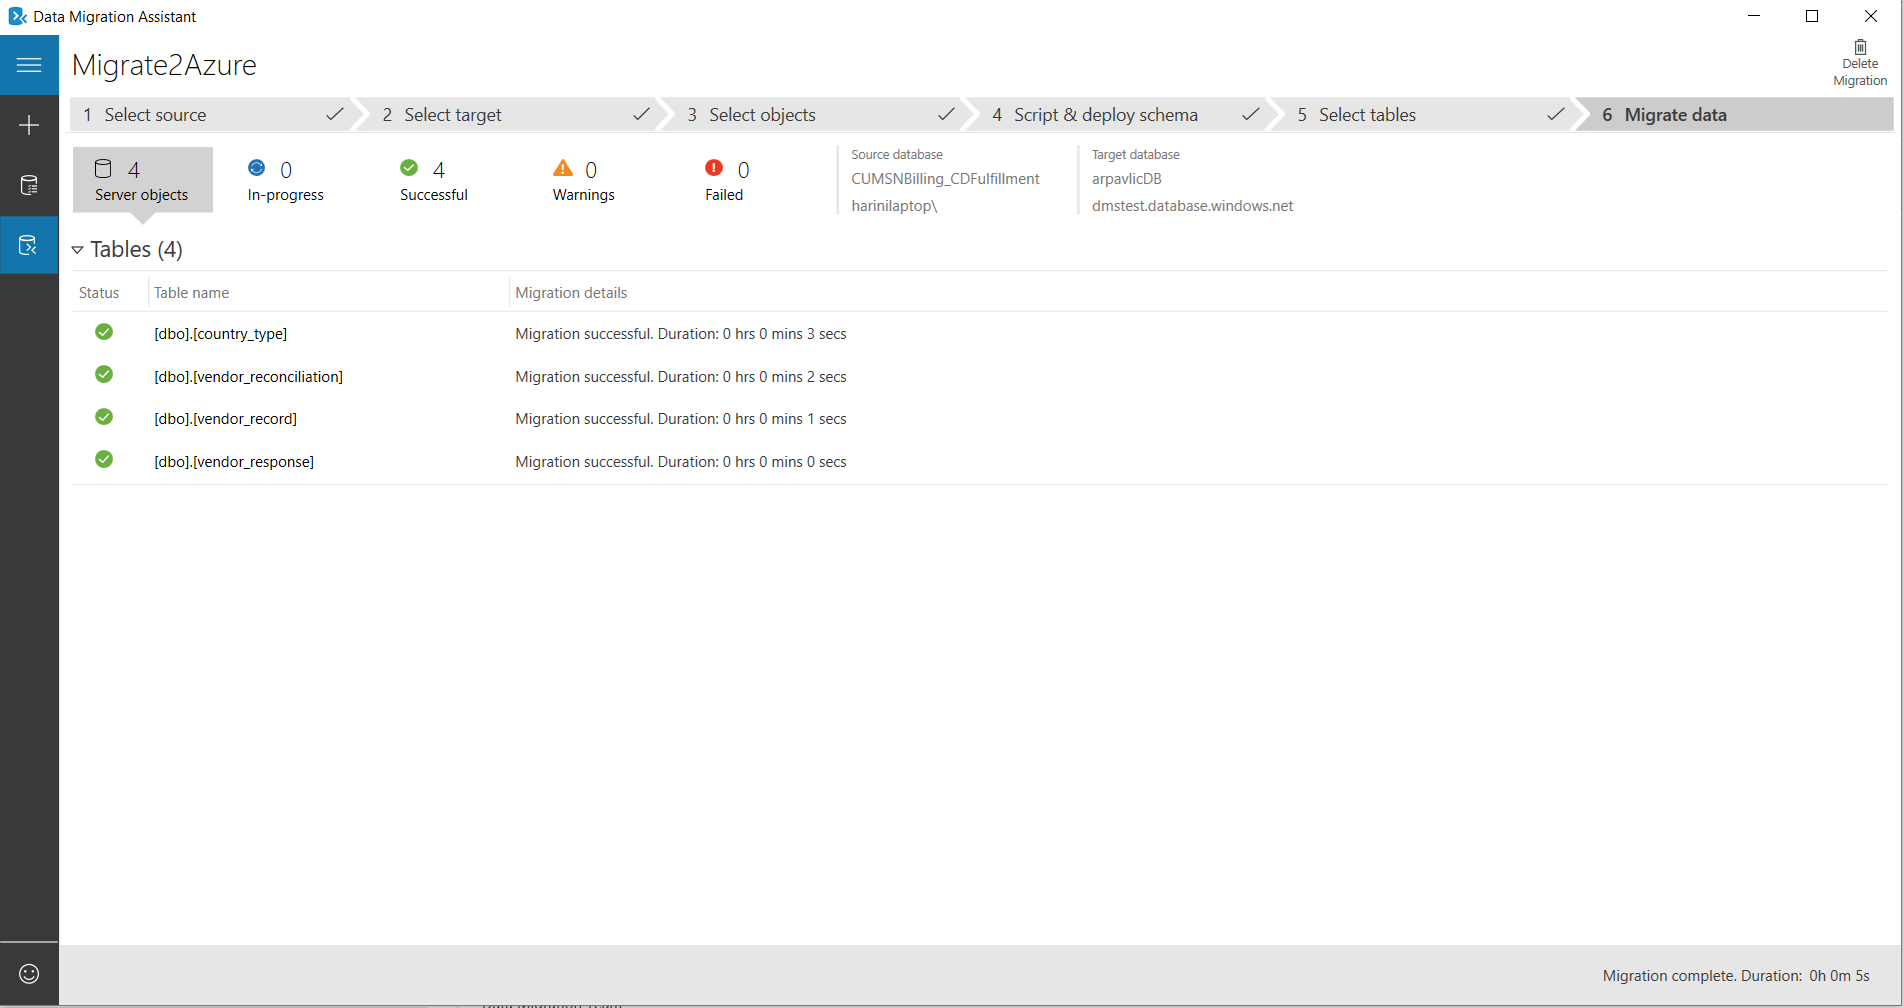 Data Migration Assistant
Migrate2Azure
Delete
Migration
1 Select source
2 Select target
3 Select objects
4 Script & deploy schema
5 Select tables
6 Migrate data
4
Server objects
0
In-progress
4
Successful
0
Warnings
0
Failed
Source database
CUMSNBilling_CDFulfillment
harinilaptop\
Target database
arpavlicDB
dmstest.database.windows.net
Tables (4)
Status Table name Migration details
[dbo].[country_type] Migration successful. Duration: 0 hrs 0 mins 3 secs
[dbo].[vendor_reconciliation] Migration successful. Duration: 0 hrs 0 mins 2 secs
[dbo].[vendor_record] Migration successful. Duration: 0 hrs 0 mins 1 secs
[dbo].[vendor_response] Migration successful. Duration: 0 hrs 0 mins 0 secs
Migration complete. Duration: 0h 0m 5s